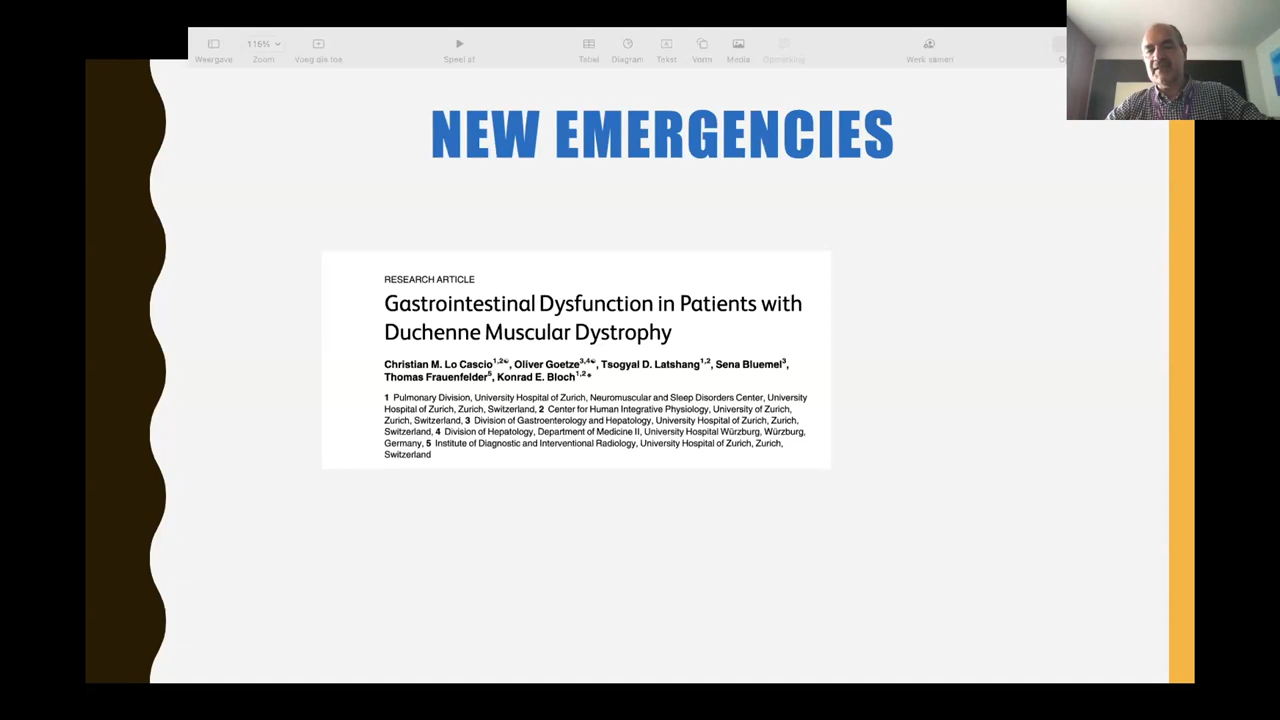 116%
Weergave
Zoom
Voeg dia toe
Speel af
Tabel
Diagram
Tekst
Vorm
Media
Opmerking
Werk samen
NEW EMERGENCIES
RESEARCH ARTICLE
Gastrointestinal Dysfunction in Patients with
Duchenne Muscular Dystrophy
Christian M. Lo Cascio1,2☯, Oliver Goetze3,4☯, Tsogyal D. Latshang1,2, Sena Bluemel3,
Thomas Frauenfelder5, Konrad E. Bloch1,2*
1 Pulmonary Division, University Hospital of Zurich, Neuromuscular and Sleep Disorders Center, University
Hospital of Zurich, Zurich, Switzerland, 2 Center for Human Integrative Physiology, University of Zurich,
Zurich, Switzerland, 3 Division of Gastroenterology and Hepatology, University Hospital of Zurich, Zurich,
Switzerland, 4 Division of Hepatology, Department of Medicine II, University Hospital Würzburg, Würzburg,
Germany, 5 Institute of Diagnostic and Interventional Radiology, University Hospital of Zurich, Zurich,
Switzerland